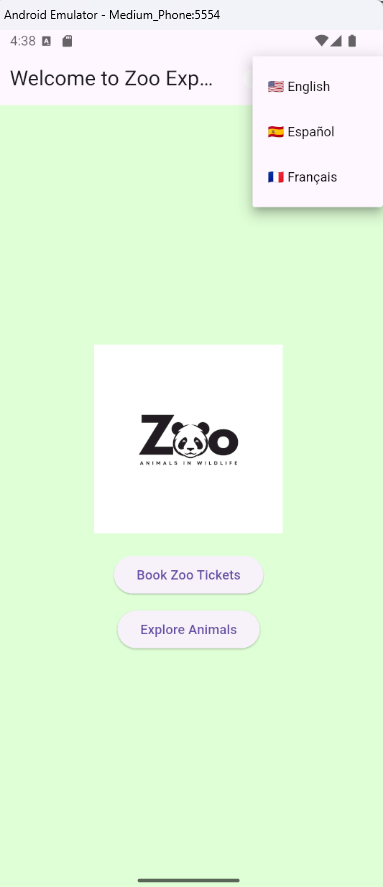 Android Emulator - Medium_Phone:5554
4:38 A
Welcome to Zoo Exp...
🇺🇸 English
🇪🇸 Español
🇫🇷 Français
Zoo
ANIMALS IN WILDLIFE
Book Zoo Tickets
Explore Animals